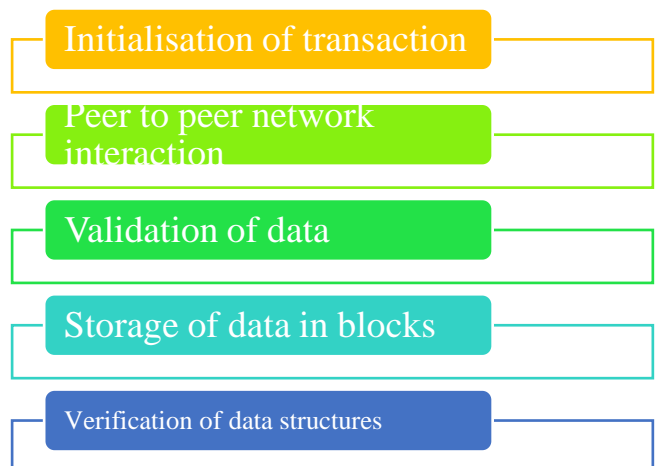 Initialisation of transaction
Peer to peer network
interaction
Validation of data
Storage of data in blocks
Verification of data structures